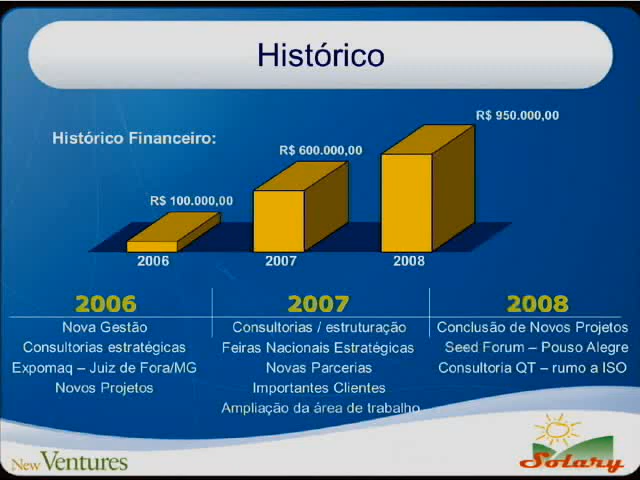 Histórico
Histórico Financeiro:
R$ 100.000,00
R$ 600.000,00
R$ 950.000,00
2006
2007
2008
2006
Nova Gestão
Consultorias estratégicas
Expomaq – Juiz de Fora/MG
Novos Projetos
2007
Consultorias / estruturação
Feiras Nacionais Estratégicas
Novas Parcerias
Importantes Clientes
Ampliação da área de trabalho
2008
Conclusão de Novos Projetos
Seed Forum – Pouso Alegre
Consultoria QT – rumo a ISO
New Ventures
Solary